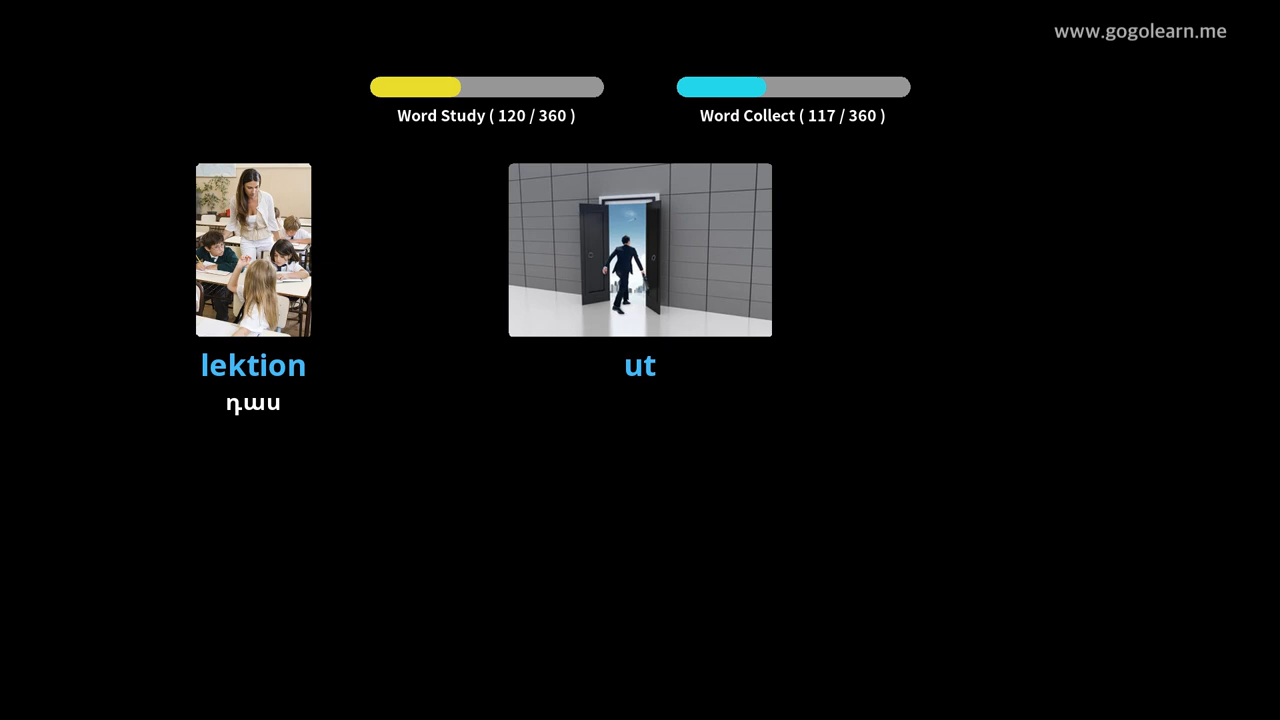 www.gogolearn.me
Word Study ( 120 / 360 )
Word Collect ( 117 / 360 )
lektion
դաս
ut